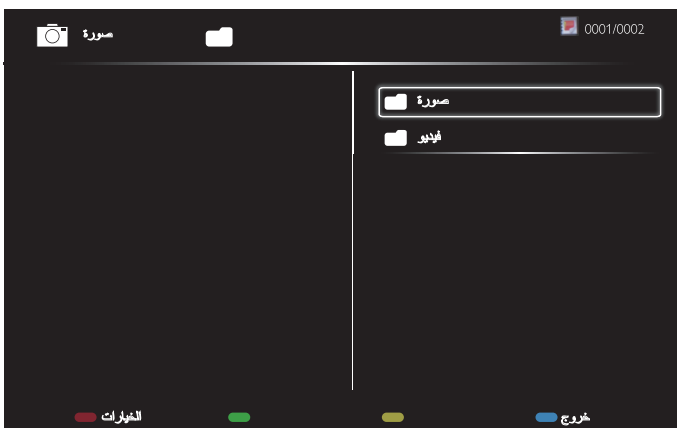 صورة
0001/0002
صورة
فيديو
الخيارات
خروج